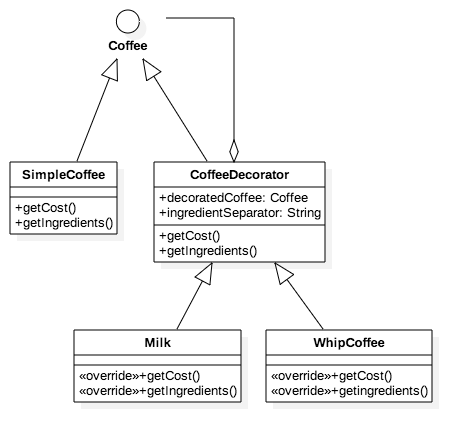 Coffee
SimpleCoffee
+getCost()
+getIngredients()
CoffeeDecorator
+decoratedCoffee: Coffee
+ingredientSeparator: String
+getCost()
+getIngredients()
Milk
«override»+getCost()
«override»+getIngredients()
WhipCoffee
«override»+getCost()
«override»+getingredients()